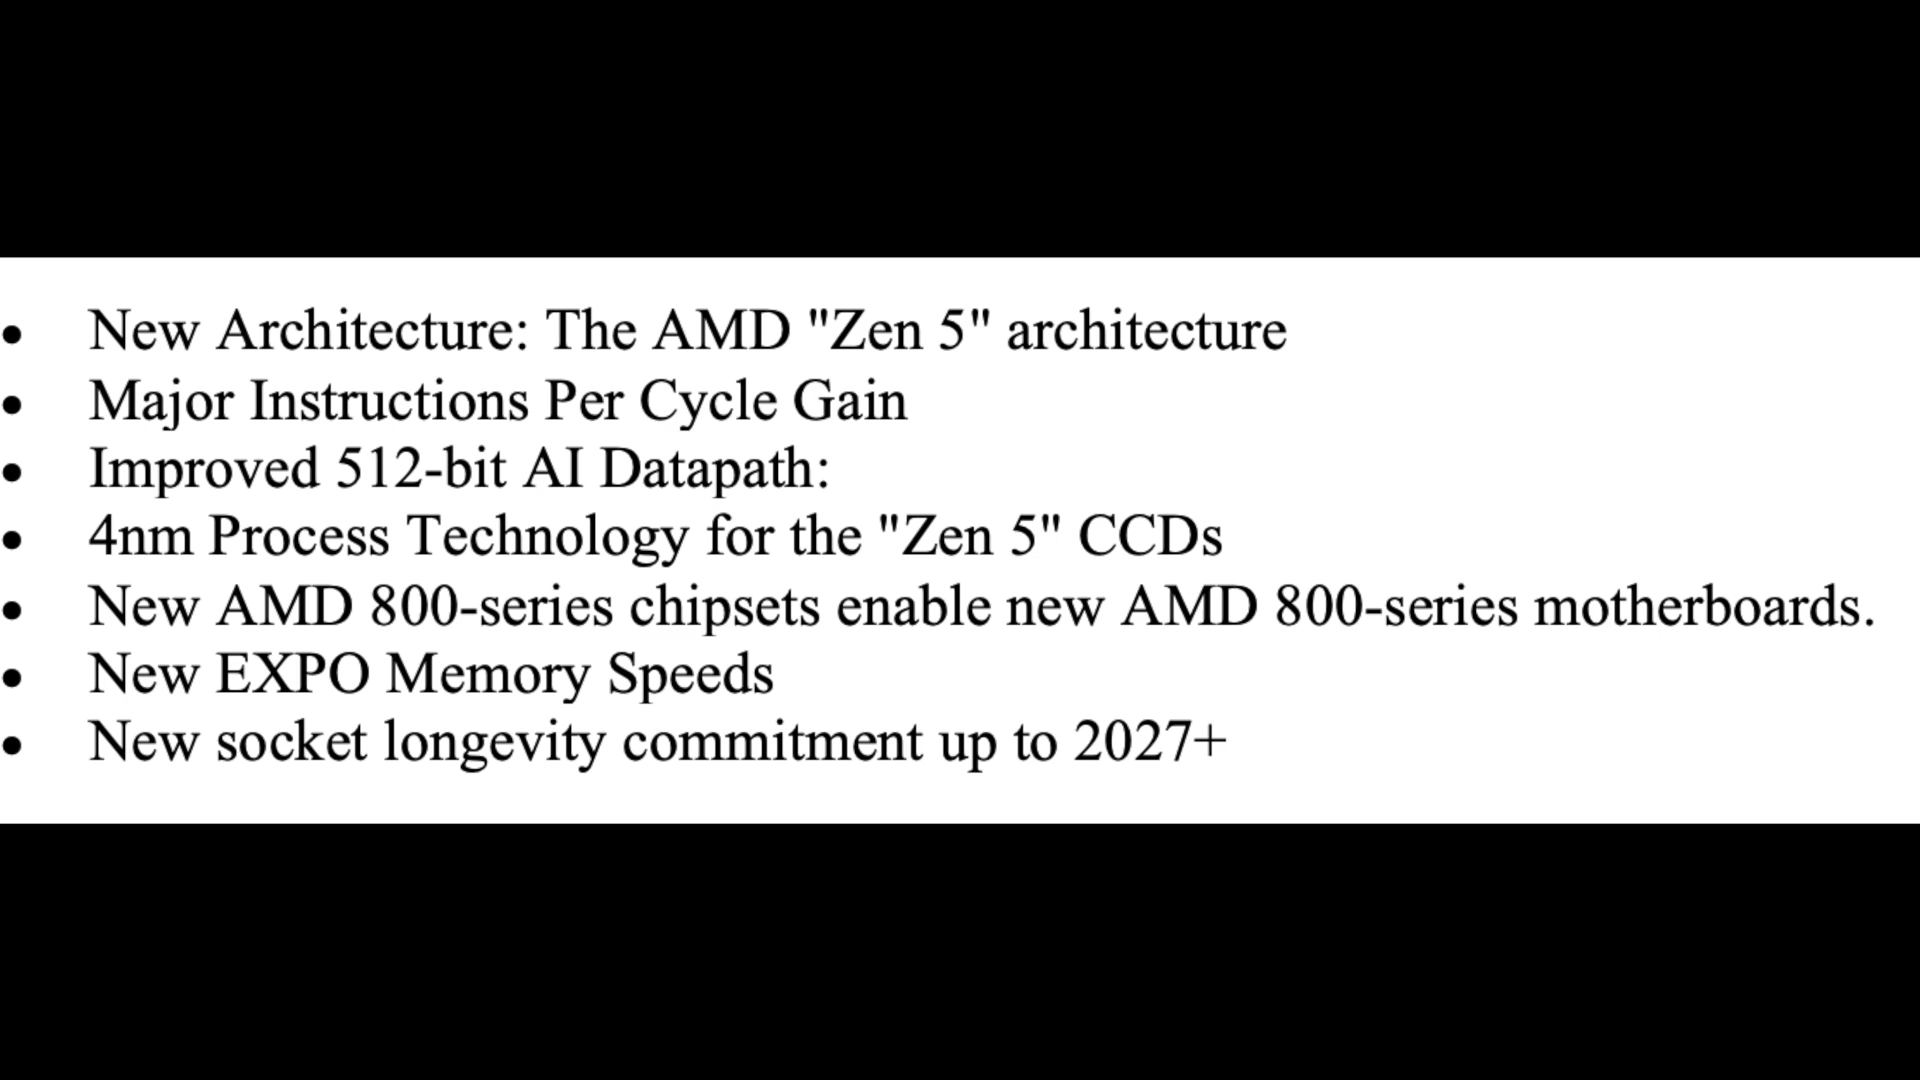 • New Architecture: The AMD "Zen 5" architecture
• Major Instructions Per Cycle Gain
• Improved 512-bit AI Datapath:
• 4nm Process Technology for the "Zen 5" CCDs
• New AMD 800-series chipsets enable new AMD 800-series motherboards.
• New EXPO Memory Speeds
• New socket longevity commitment up to 2027+